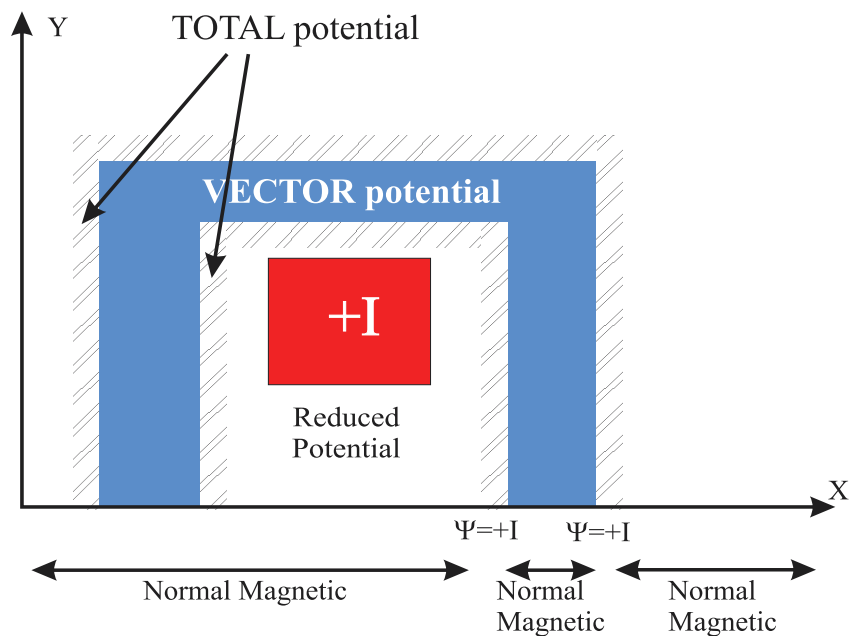 Y
TOTAL potential
VECTOR potential
+I
Reduced
Potential
X
Ψ=+I
Ψ=+I
Normal Magnetic
Normal
Magnetic
Normal
Magnetic